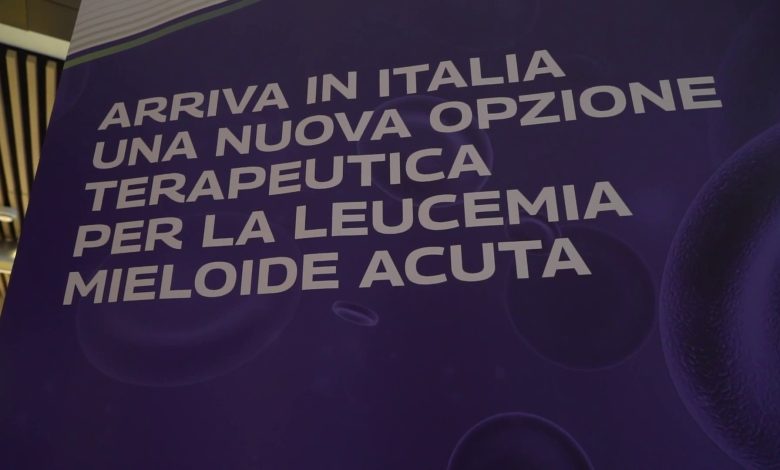 ARRIVA IN ITALIA
UNA NUOVA OPZIONE
TERAPEUTICA
PER LA LEUCEMIA
MIELOIDE ACUTA